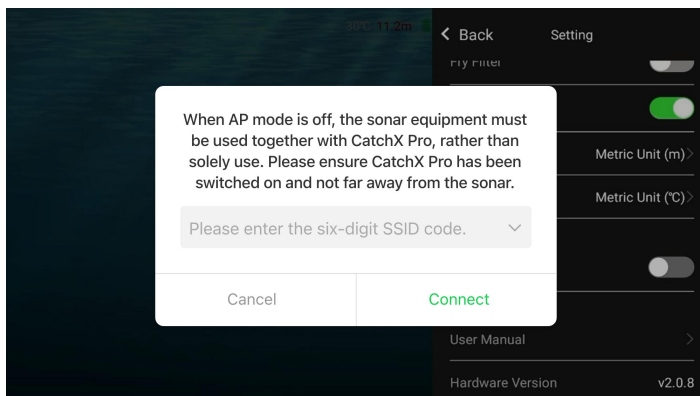 30℃ 11.2m
Back
Setting
Fry Filter
When AP mode is off, the sonar equipment must
be used together with CatchX Pro, rather than
solely use. Please ensure CatchX Pro has been
switched on and not far away from the sonar.
Metric Unit (m)
Metric Unit (℃)
Please enter the six-digit SSID code.
Cancel
Connect
User Manual
Hardware Version
v2.0.8